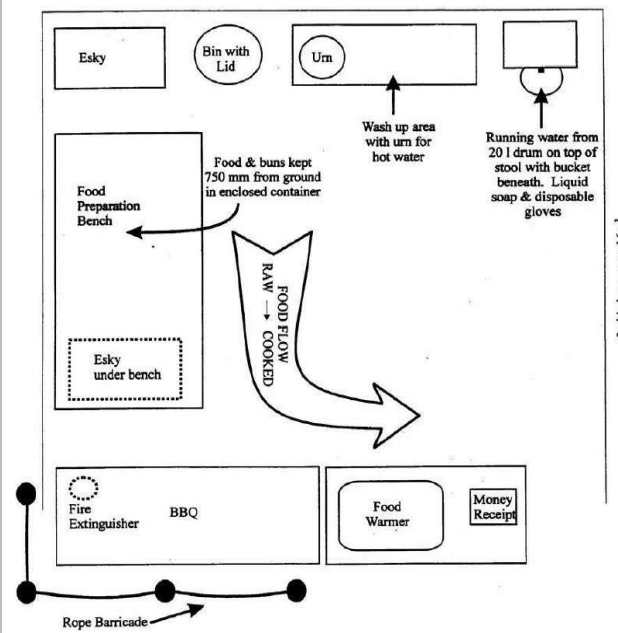 Esky
Bin with
Lid
Urn
Wash up area
with urn for
hot water
Running water from
20 l drum on top of
stool with bucket
beneath. Liquid
soap & disposable
gloves
Food & buns kept
750 mm from ground
in enclosed container
Food
Preparation
Bench
FOOD FLOW
RAW → COOKED
Esky
under bench
Fire
Extinguisher
BBQ
Food
Warmer
Money
Receipt
Rope Barricade